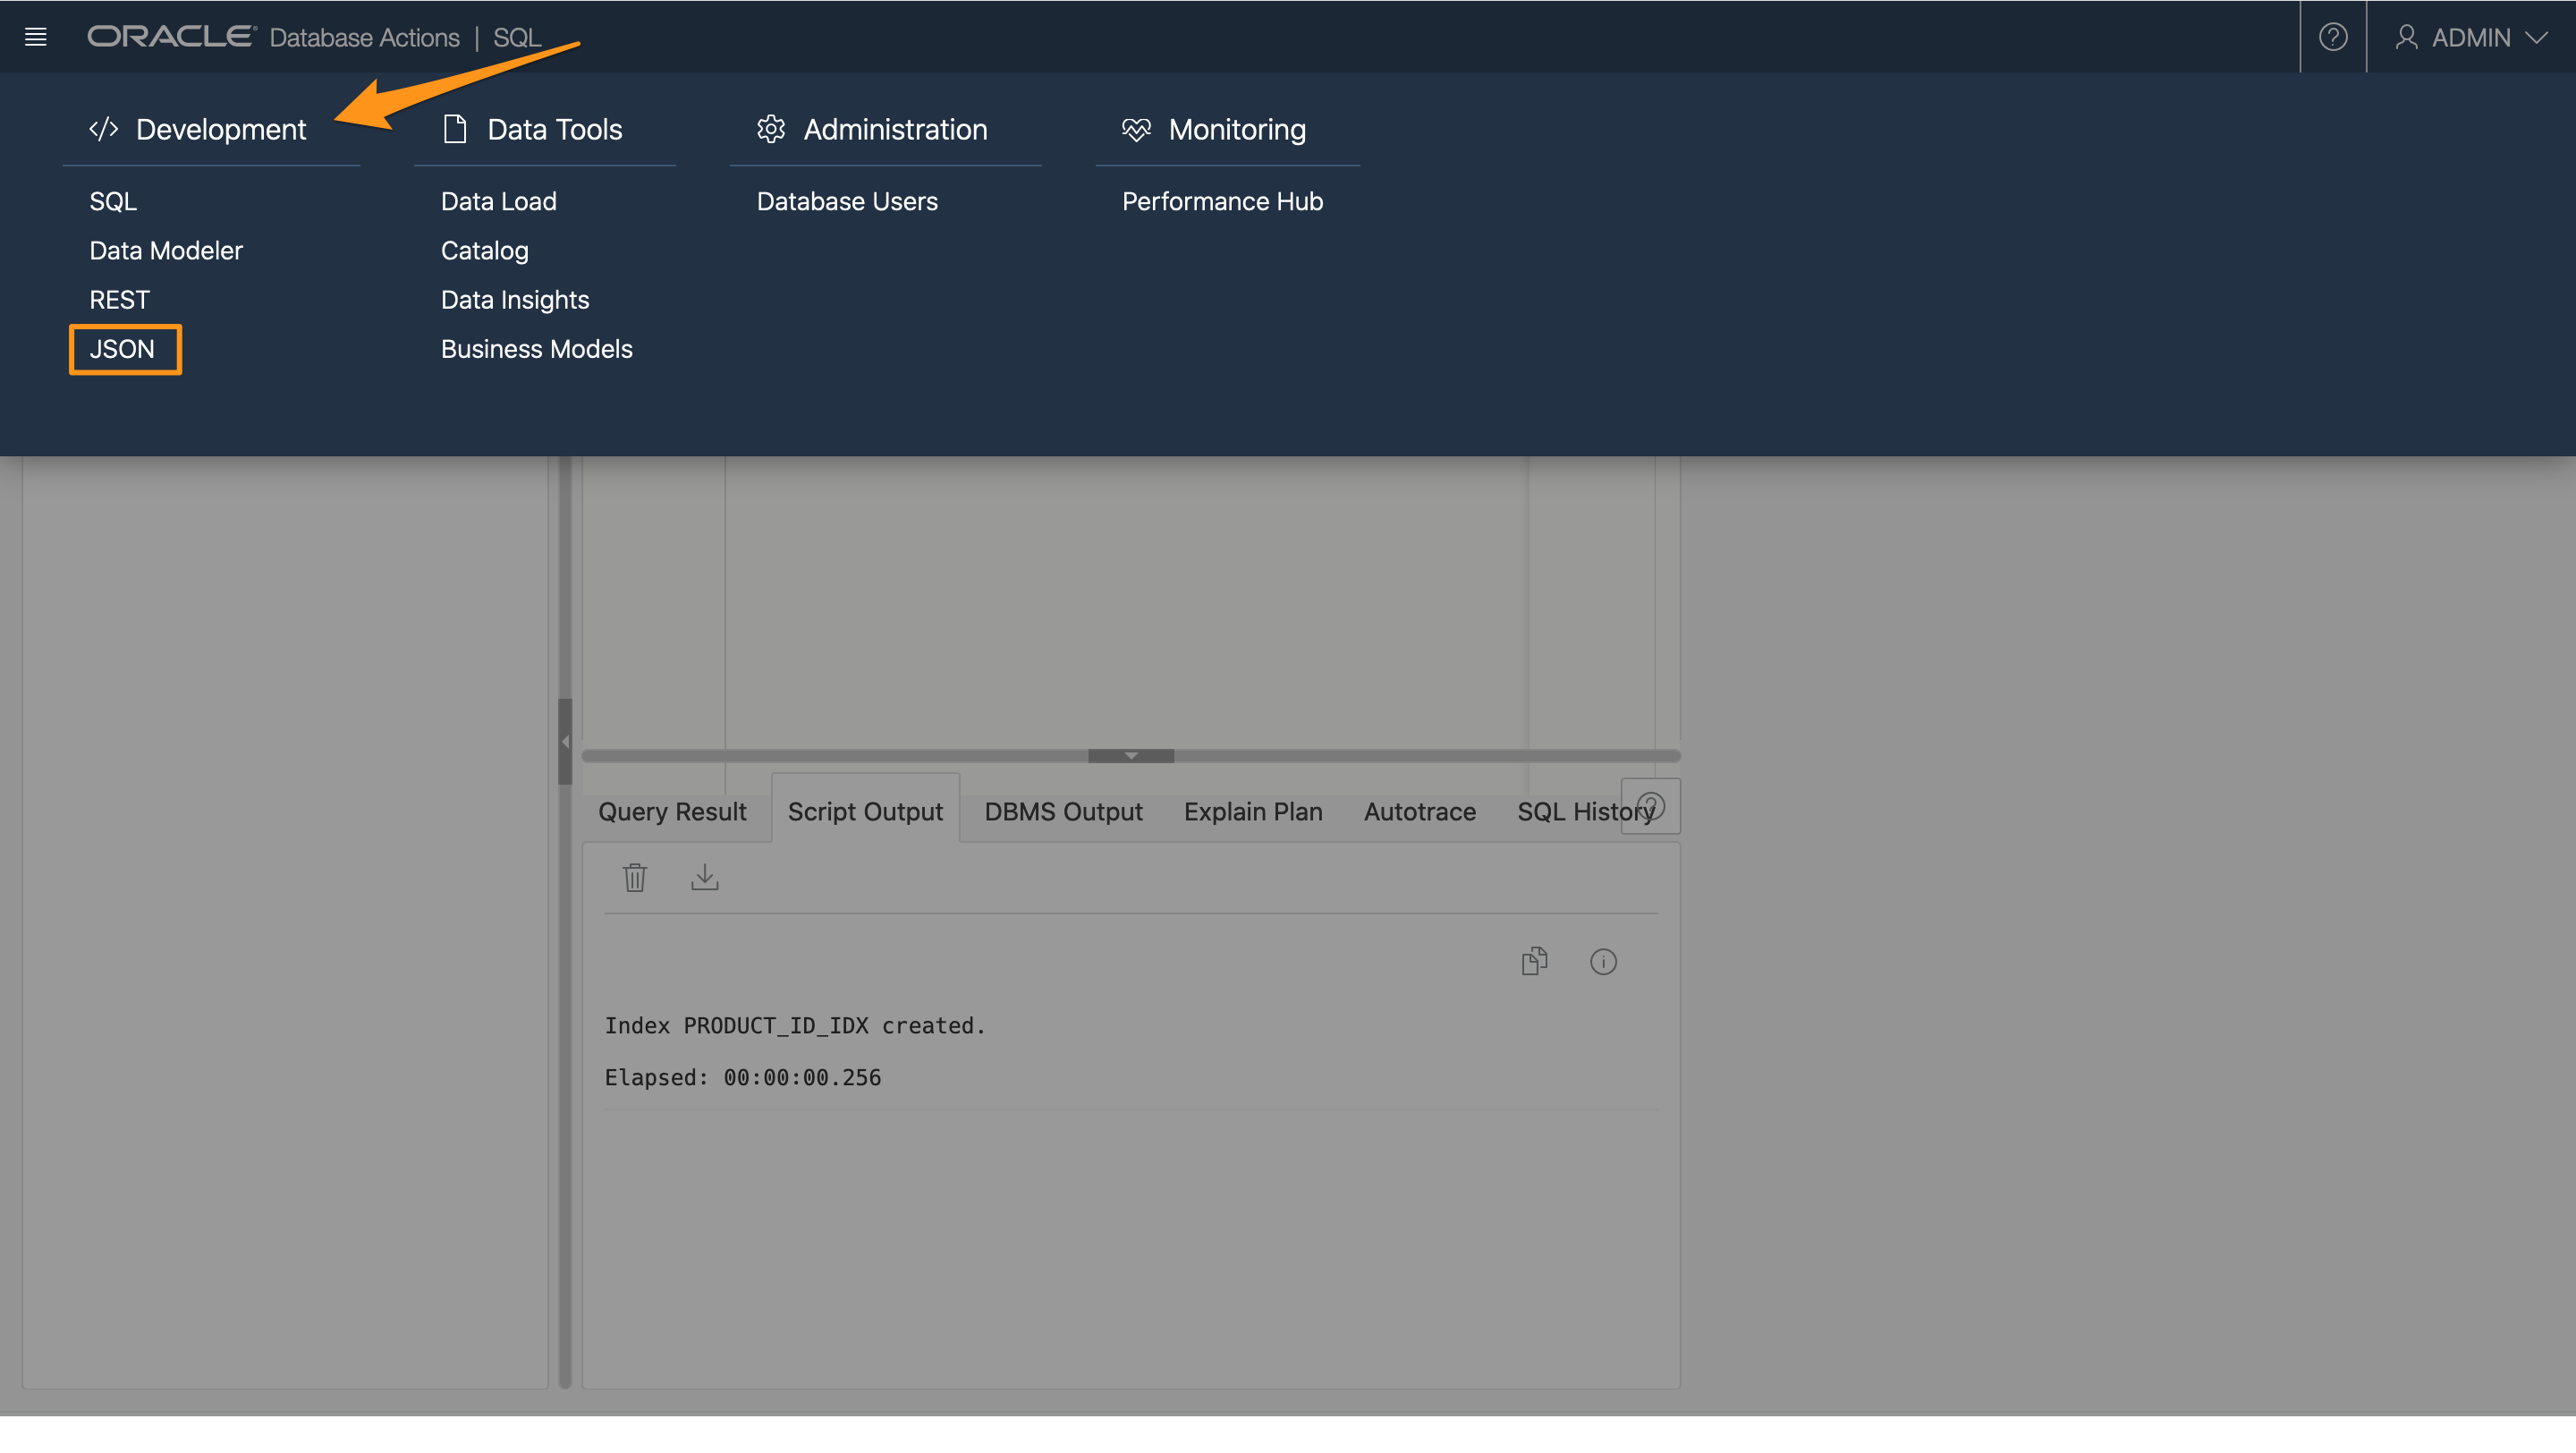 ORACLE® Database Actions | SQL
ADMIN
Development
SQL
Data Modeler
REST
JSON
Data Tools
Data Load
Catalog
Data Insights
Business Models
Administration
Database Users
Monitoring
Performance Hub
Query Result Script Output DBMS Output Explain Plan Autotrace SQL History
Index PRODUCT_ID_IDX created.
Elapsed: 00:00:00.256